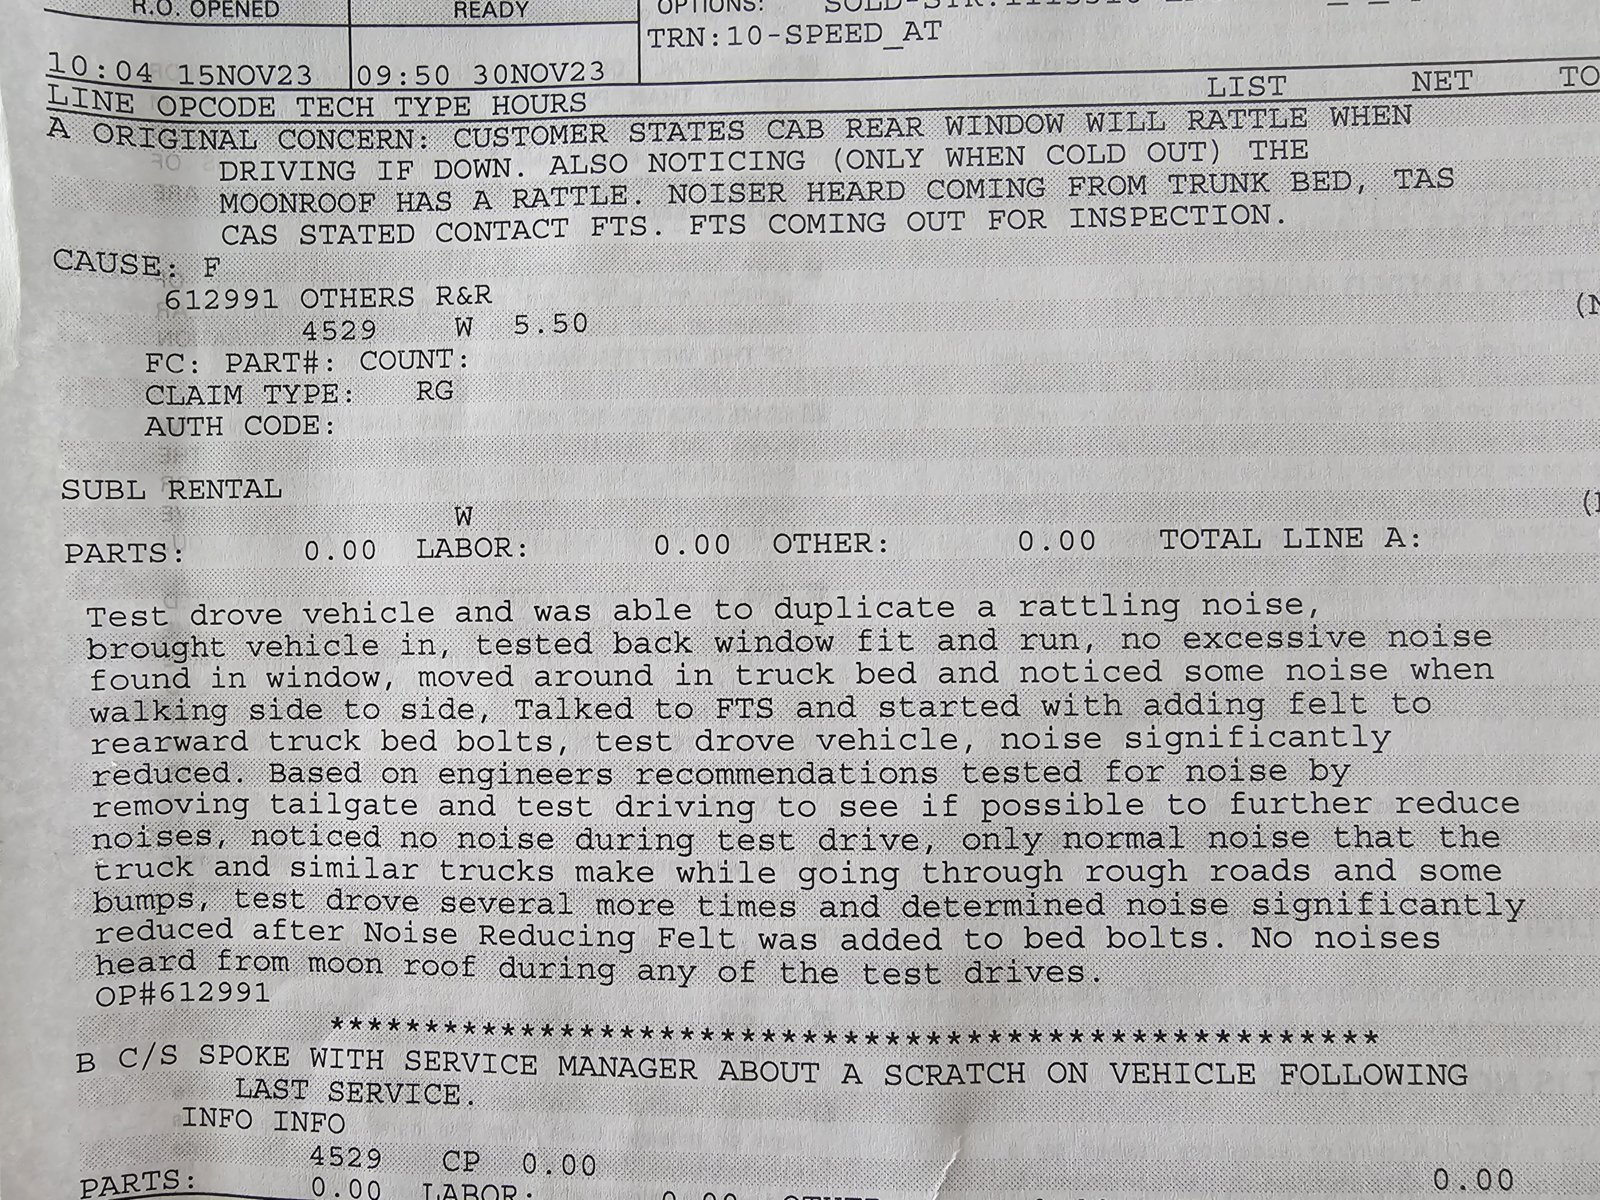 R.O. OPENED READY OPTIONS:
TRN:10-SPEED_AT
10:04 15NOV23 09:50 30NOV23
LINE OPCODE TECH TYPE HOURS LIST NET TO
A ORIGINAL CONCERN: CUSTOMER STATES CAB REAR WINDOW WILL RATTLE WHEN
DRIVING IF DOWN. ALSO NOTICING (ONLY WHEN COLD OUT) THE
MOONROOF HAS A RATTLE. NOISER HEARD COMING FROM TRUNK BED, TAS
CAS STATED CONTACT FTS. FTS COMING OUT FOR INSPECTION.
CAUSE: F
612991 OTHERS R&R
4529 W 5.50 (N
FC: PART#: COUNT:
CLAIM TYPE: RG
AUTH CODE:
SUBL RENTAL
W
PARTS: 0.00 LABOR: 0.00 OTHER: 0.00 TOTAL LINE A:
Test drove vehicle and was able to duplicate a rattling noise,
brought vehicle in, tested back window fit and run, no excessive noise
found in window, moved around in truck bed and noticed some noise when
walking side to side, Talked to FTS and started with adding felt to
rearward truck bed bolts, test drove vehicle, noise significantly
reduced. Based on engineers recommendations tested for noise by
removing tailgate and test driving to see if possible to further reduce
noises, noticed no noise during test drive, only normal noise that the
truck and similar trucks make while going through rough roads and some
bumps, test drove several more times and determined noise significantly
reduced after Noise Reducing Felt was added to bed bolts. No noises
heard from moon roof during any of the test drives.
OP#612991
********************************************************
B C/S SPOKE WITH SERVICE MANAGER ABOUT A SCRATCH ON VEHICLE FOLLOWING
LAST SERVICE.
INFO INFO
4529 CP 0.00 0.00
PARTS: 0.00 LABOR: